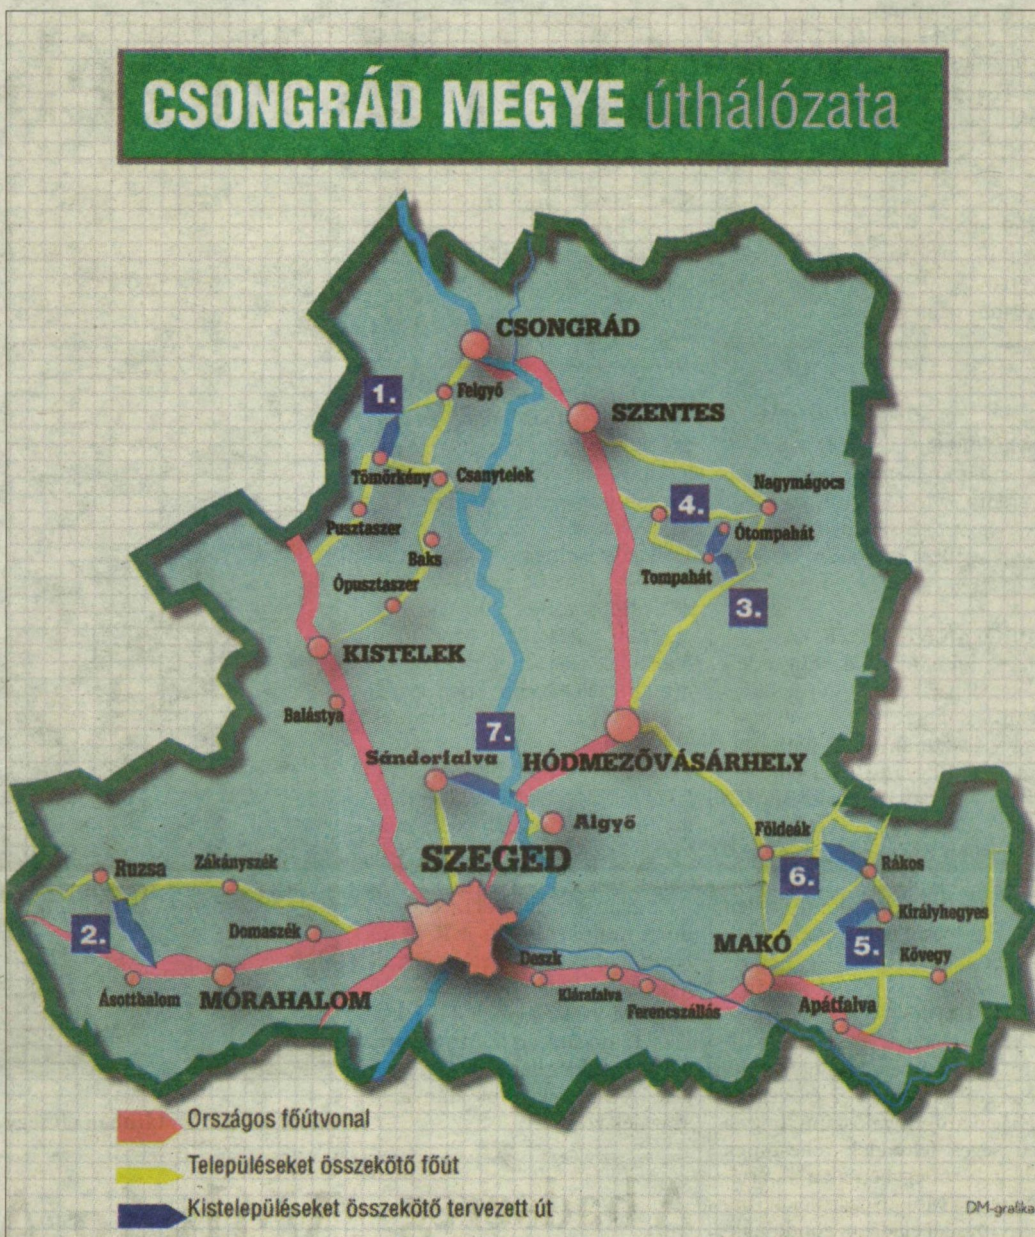 CSONGRÁD MEGYE úthálózata
CSONGRÁD
1.
Felgyő
SZENTES
Tömörkény
Csanytelek
Nagymágocs
4.
Ótompahát
Pusztaszer
Baks
Tompahát
Ópusztaszer
3.
KISTELEK
Balástya
7.
Sándorfalva
HÓDMEZŐVÁSÁRHELY
Algyő
Földeák
SZEGED
Ruzsa
Zákányszék
6.
Rákos
Királyhegyes
2.
Domaszék
MAKÓ
5.
Kövegy
Deszk
Ásotthalom
MÓRAHALOM
Klárafalva
Ferencszállás
Apátfalva
Országos főútvonal
Településeket összekötő főút
Kistelepüléseket összekötő tervezett út
DM-grafika